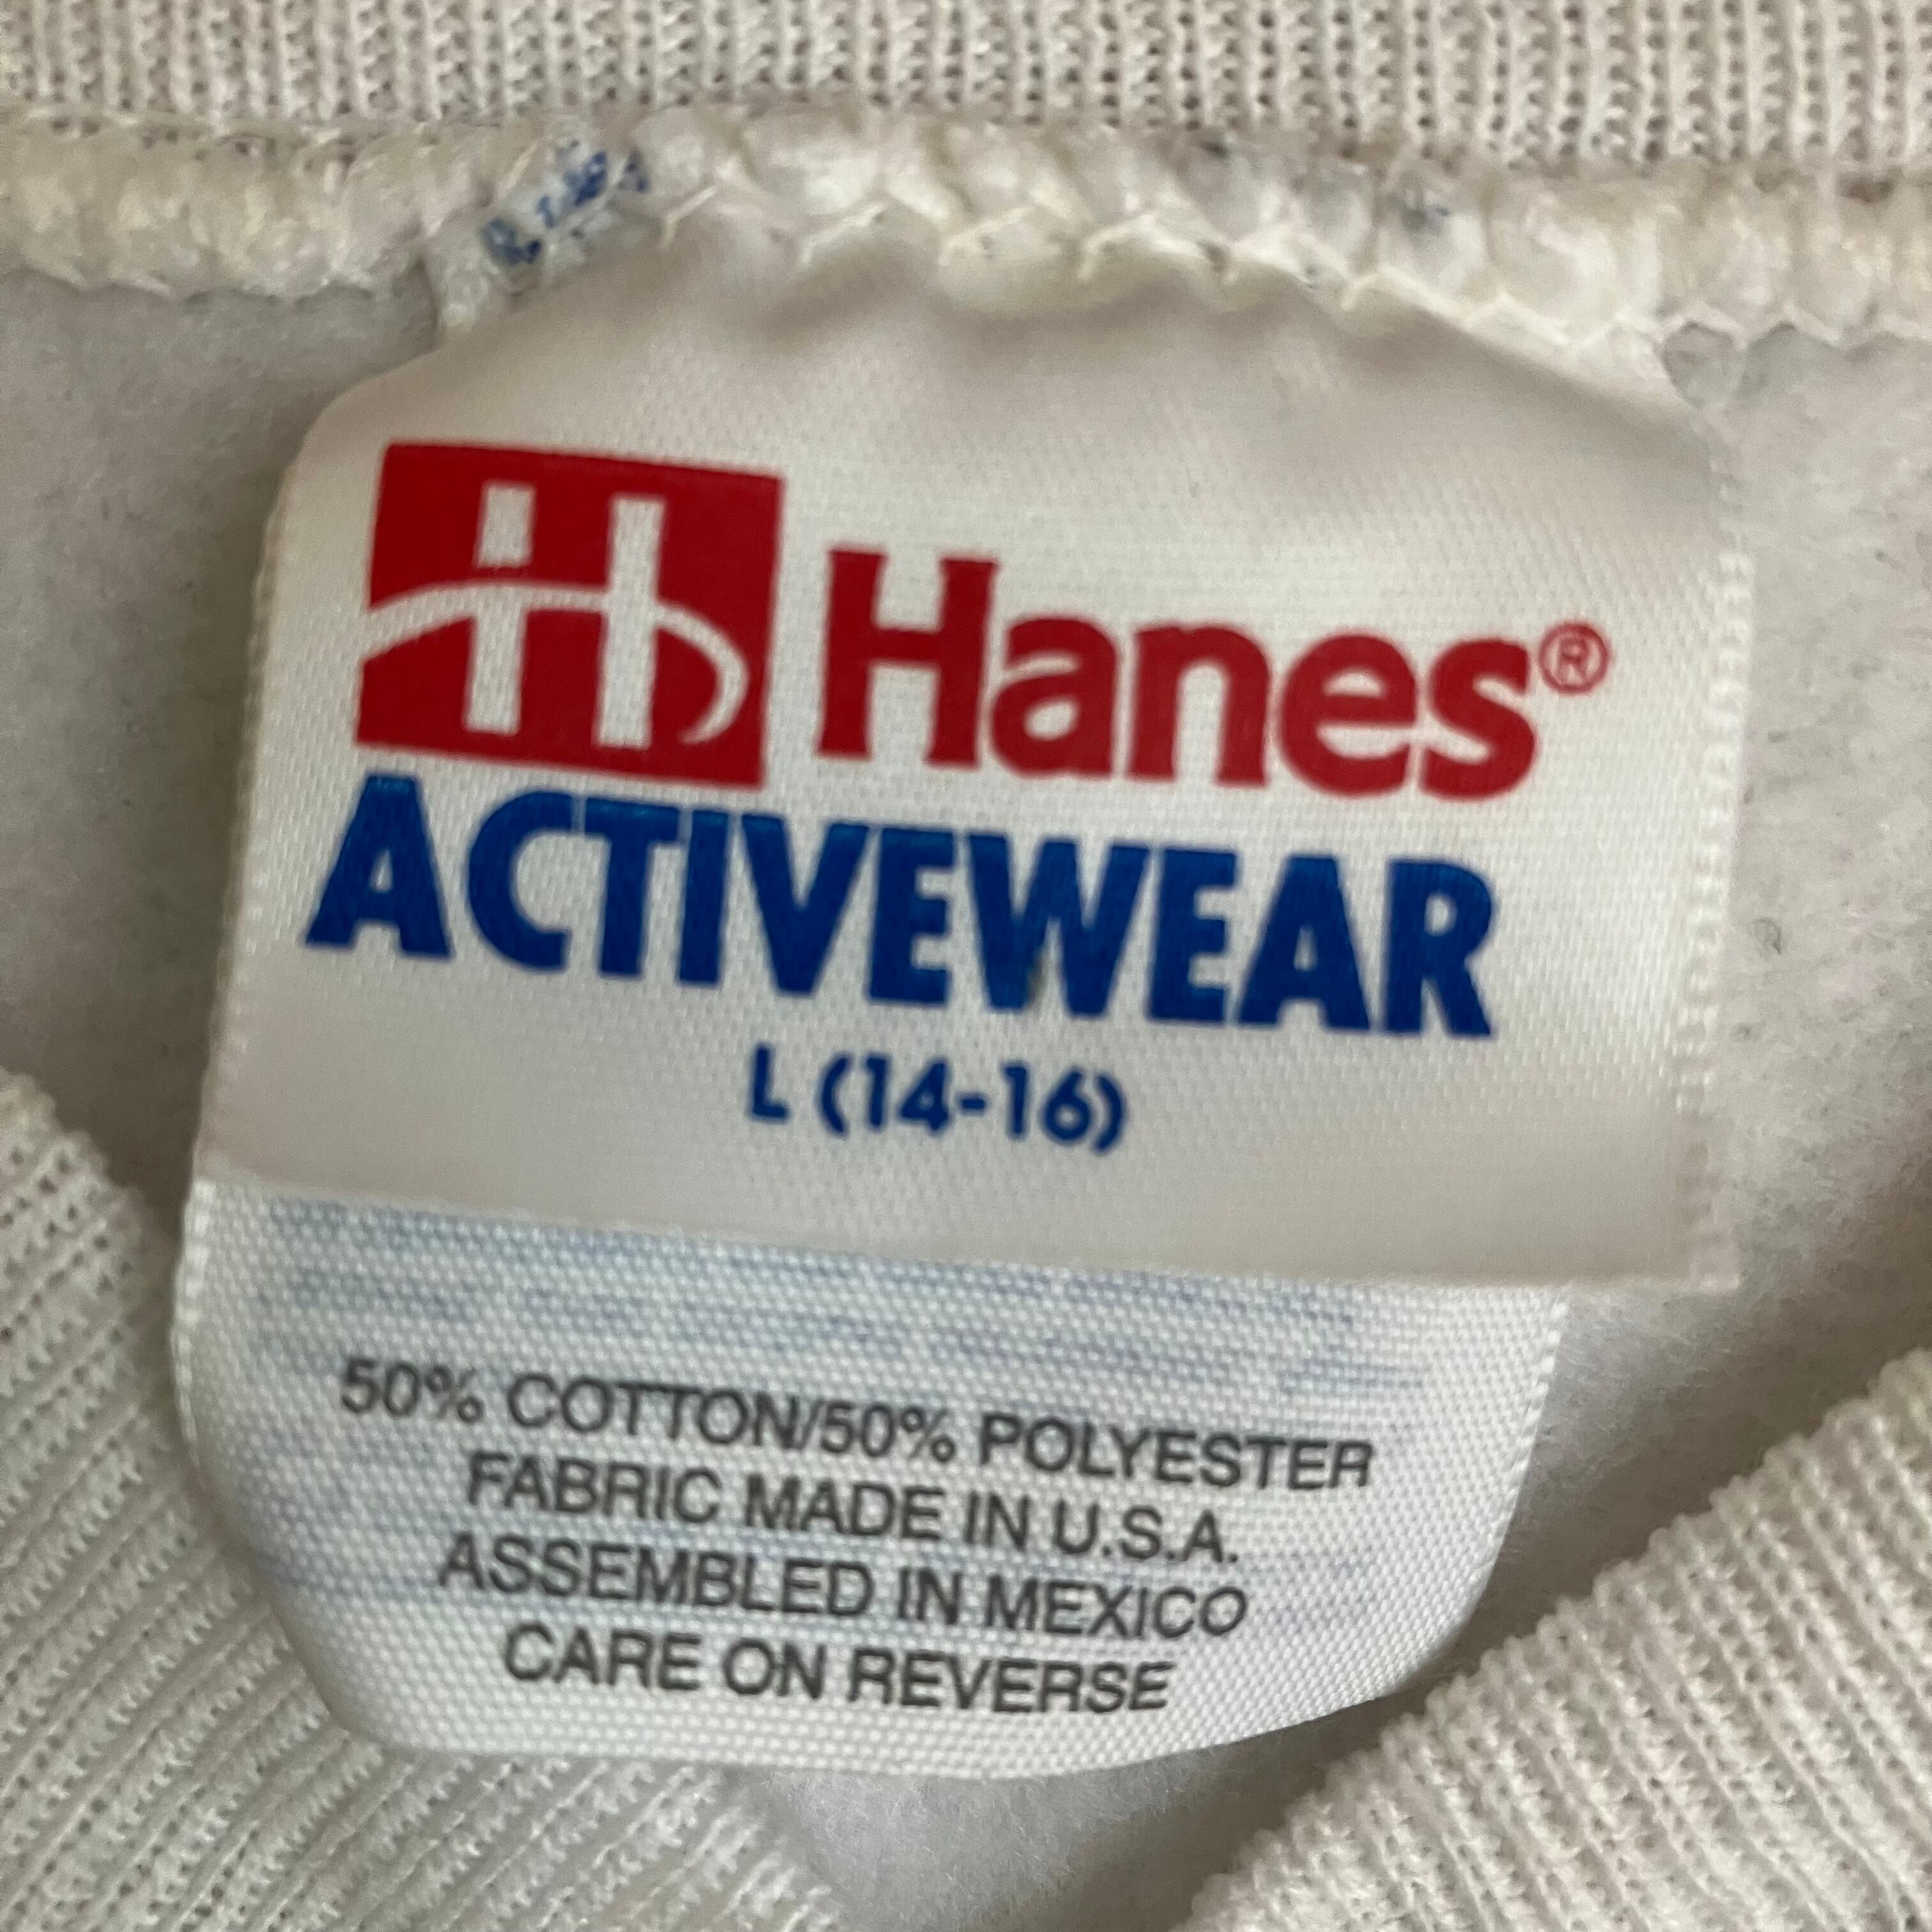 H Hanes®
ACTIVEWEAR
L (14-16)
50% COTTON/50% POLYESTER
FABRIC MADE IN U.S.A.
ASSEMBLED IN MEXICO
CARE ON REVERSE